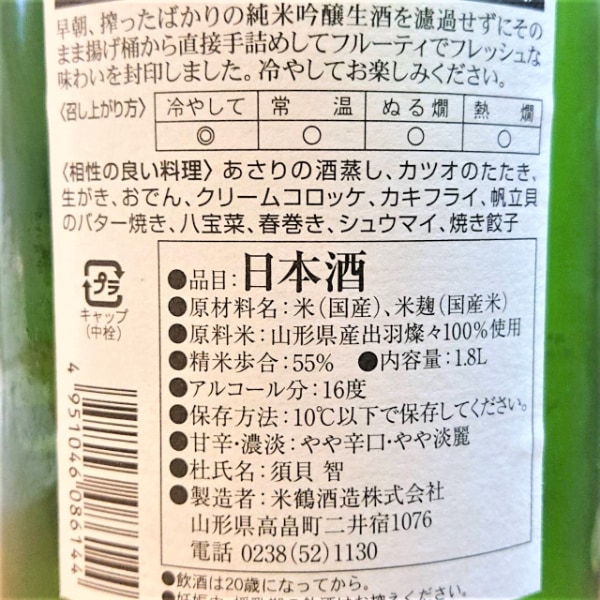 早朝、搾ったばかりの純米吟醸生酒を濾過せずにその
まま揚げ桶から直接手詰めしてフルーティでフレッシュな
味わいを封印しました。冷やしてお楽しみください。
〈召し上がり方〉 冷やして 常温 ぬる燗 熱燗
◎ ○ ○ ○
〈相性の良い料理〉あさりの酒蒸し、カツオのたたき、
生がき、おでん、クリームコロッケ、カキフライ、帆立貝
のバター焼き、八宝菜、春巻き、シュウマイ、焼き餃子
プラ
キャップ
(中栓)
●品目:日本酒
●原材料名:米(国産)、米麹(国産米)
●原料米:山形県産出羽燦々100%使用
●精米歩合:55% ●内容量:1.8L
●アルコール分:16度
●保存方法:10℃以下で保存してください。
●甘辛・濃淡:やや辛口・やや淡麗
●杜氏名:須貝 智
●製造者:米鶴酒造株式会社
山形県高畠町二井宿1076
電話 0238(52)1130
4951046086144
●飲酒は20歳になってから。